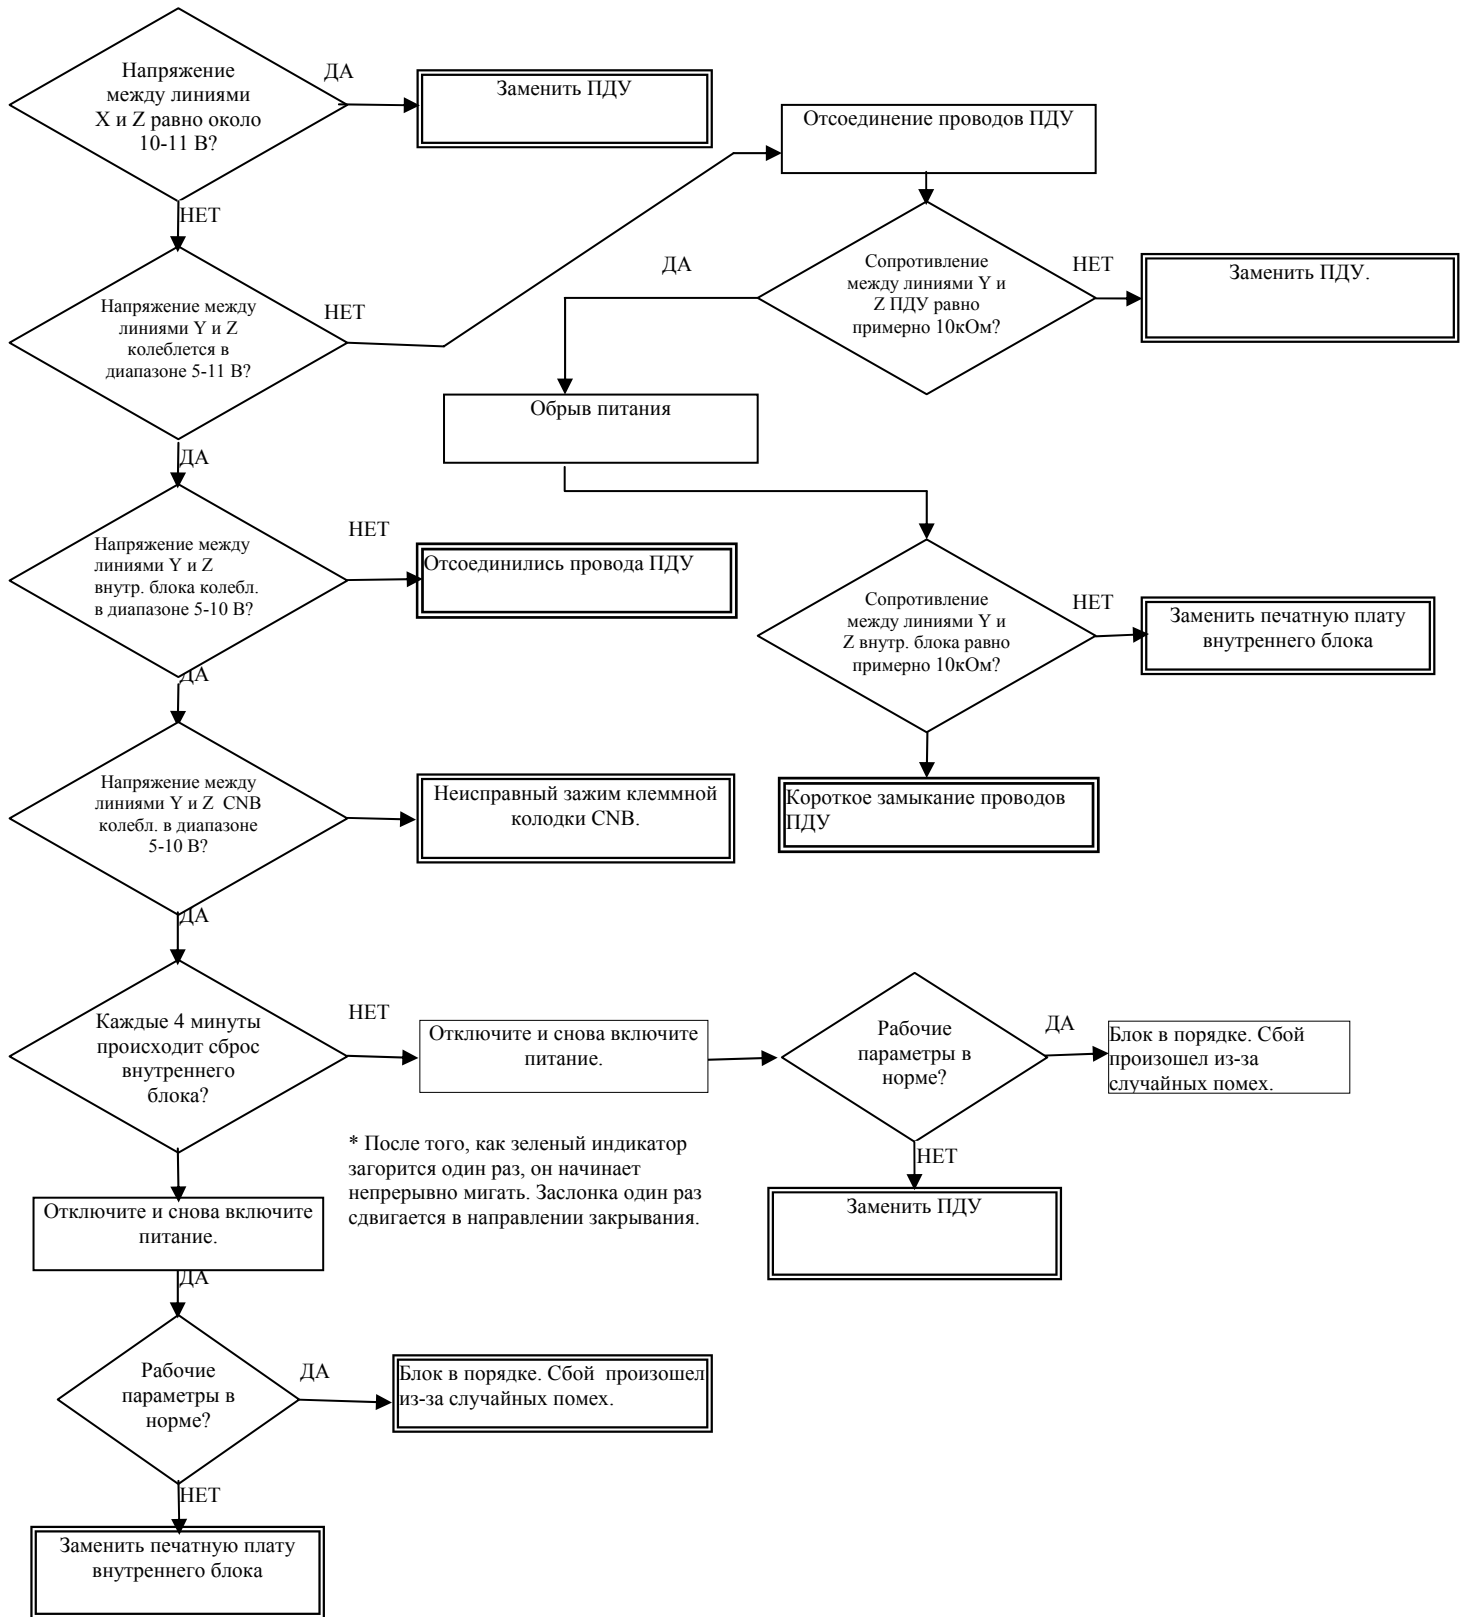 Напряжение
между линиями
X и Z равно около
10-11 В?
ДА
Заменить ПДУ
Отсоединение проводов ПДУ
НЕТ
Напряжение между
линиями Y и Z
колеблется в
диапазоне 5-11 В?
НЕТ
ДА
Сопротивление
между линиями Y и
Z ПДУ равно
примерно 10кОм?
НЕТ
Заменить ПДУ.
Обрыв питания
ДА
Напряжение между
линиями Y и Z
внутр. блока колебл.
в диапазоне 5-10 В?
НЕТ
Отсоединились провода ПДУ
Сопротивление
между линиями Y и
Z внутр. блока равно
примерно 10кОм?
НЕТ
Заменить печатную плату
внутреннего блока
ДА
Напряжение между
линиями Y и Z CNB
колебл. в диапазоне
5-10 В?
Неисправный зажим клеммной
колодки CNB.
Короткое замыкание проводов
ПДУ
ДА
Каждые 4 минуты
происходит сброс
внутреннего
блока?
НЕТ
Отключите и снова включите
питание.
Рабочие
параметры в
норме?
ДА
Блок в порядке. Сбой
произошел из-за
случайных помех.
* После того, как зеленый индикатор
загорится один раз, он начинает
непрерывно мигать. Заслонка один раз
сдвигается в направлении закрывания.
НЕТ
Заменить ПДУ
Отключите и снова включите
питание.
ДА
Рабочие
параметры в
норме?
ДА
Блок в порядке. Сбой произошел
из-за случайных помех.
НЕТ
Заменить печатную плату
внутреннего блока